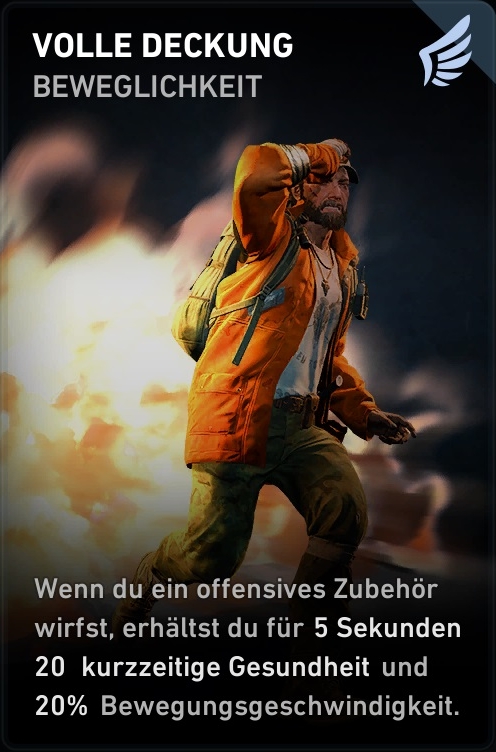 VOLLE DECKUNG
BEWEGLICHKEIT
Wenn du ein offensives Zubehör
wirfst, erhältst du für 5 Sekunden
20 kurzzeitige Gesundheit und
20% Bewegungsgeschwindigkeit.